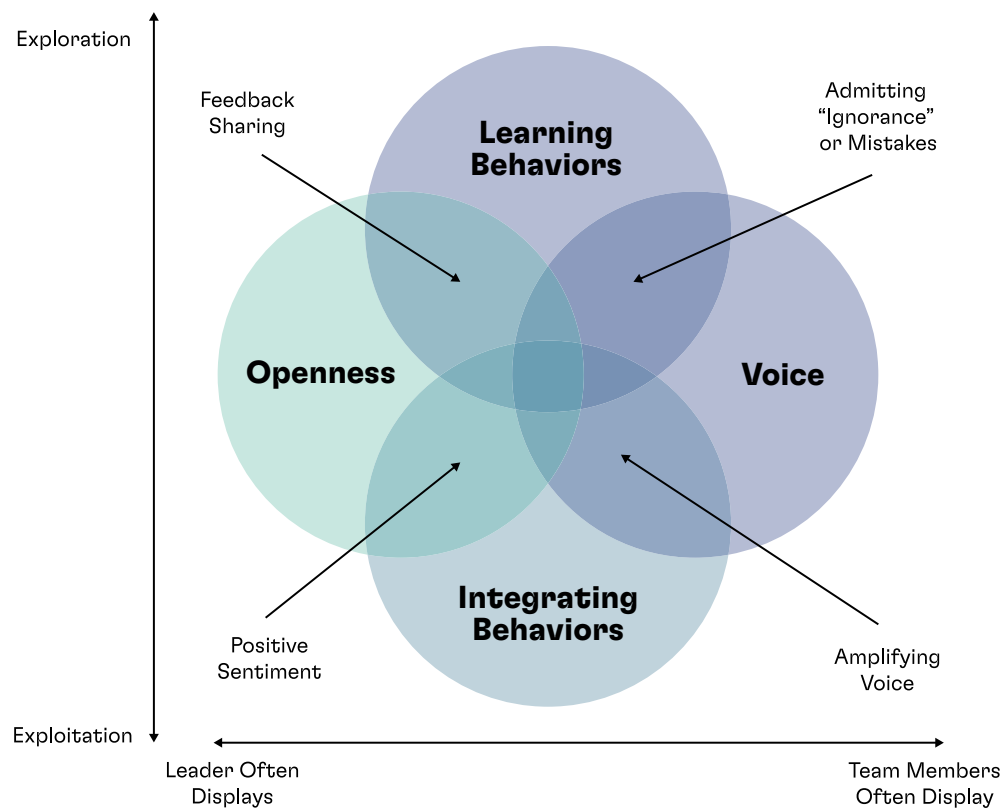 Exploration
Feedback
Sharing
Admitting
“Ignorance”
or Mistakes
Learning
Behaviors
Openness
Voice
Integrating
Behaviors
Positive
Sentiment
Amplifying
Voice
Exploitation
Leader Often
Displays
Team Members
Often Display